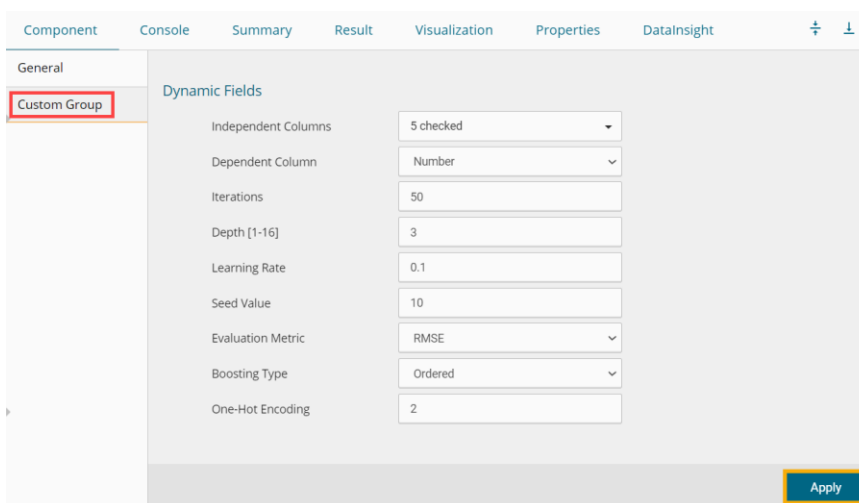 Component Console Summary Result Visualization Properties DataInsight
General
Custom Group
Dynamic Fields
Independent Columns 5 checked
Dependent Column Number
Iterations 50
Depth [1-16] 3
Learning Rate 0.1
Seed Value 10
Evaluation Metric RMSE
Boosting Type Ordered
One-Hot Encoding 2
Apply